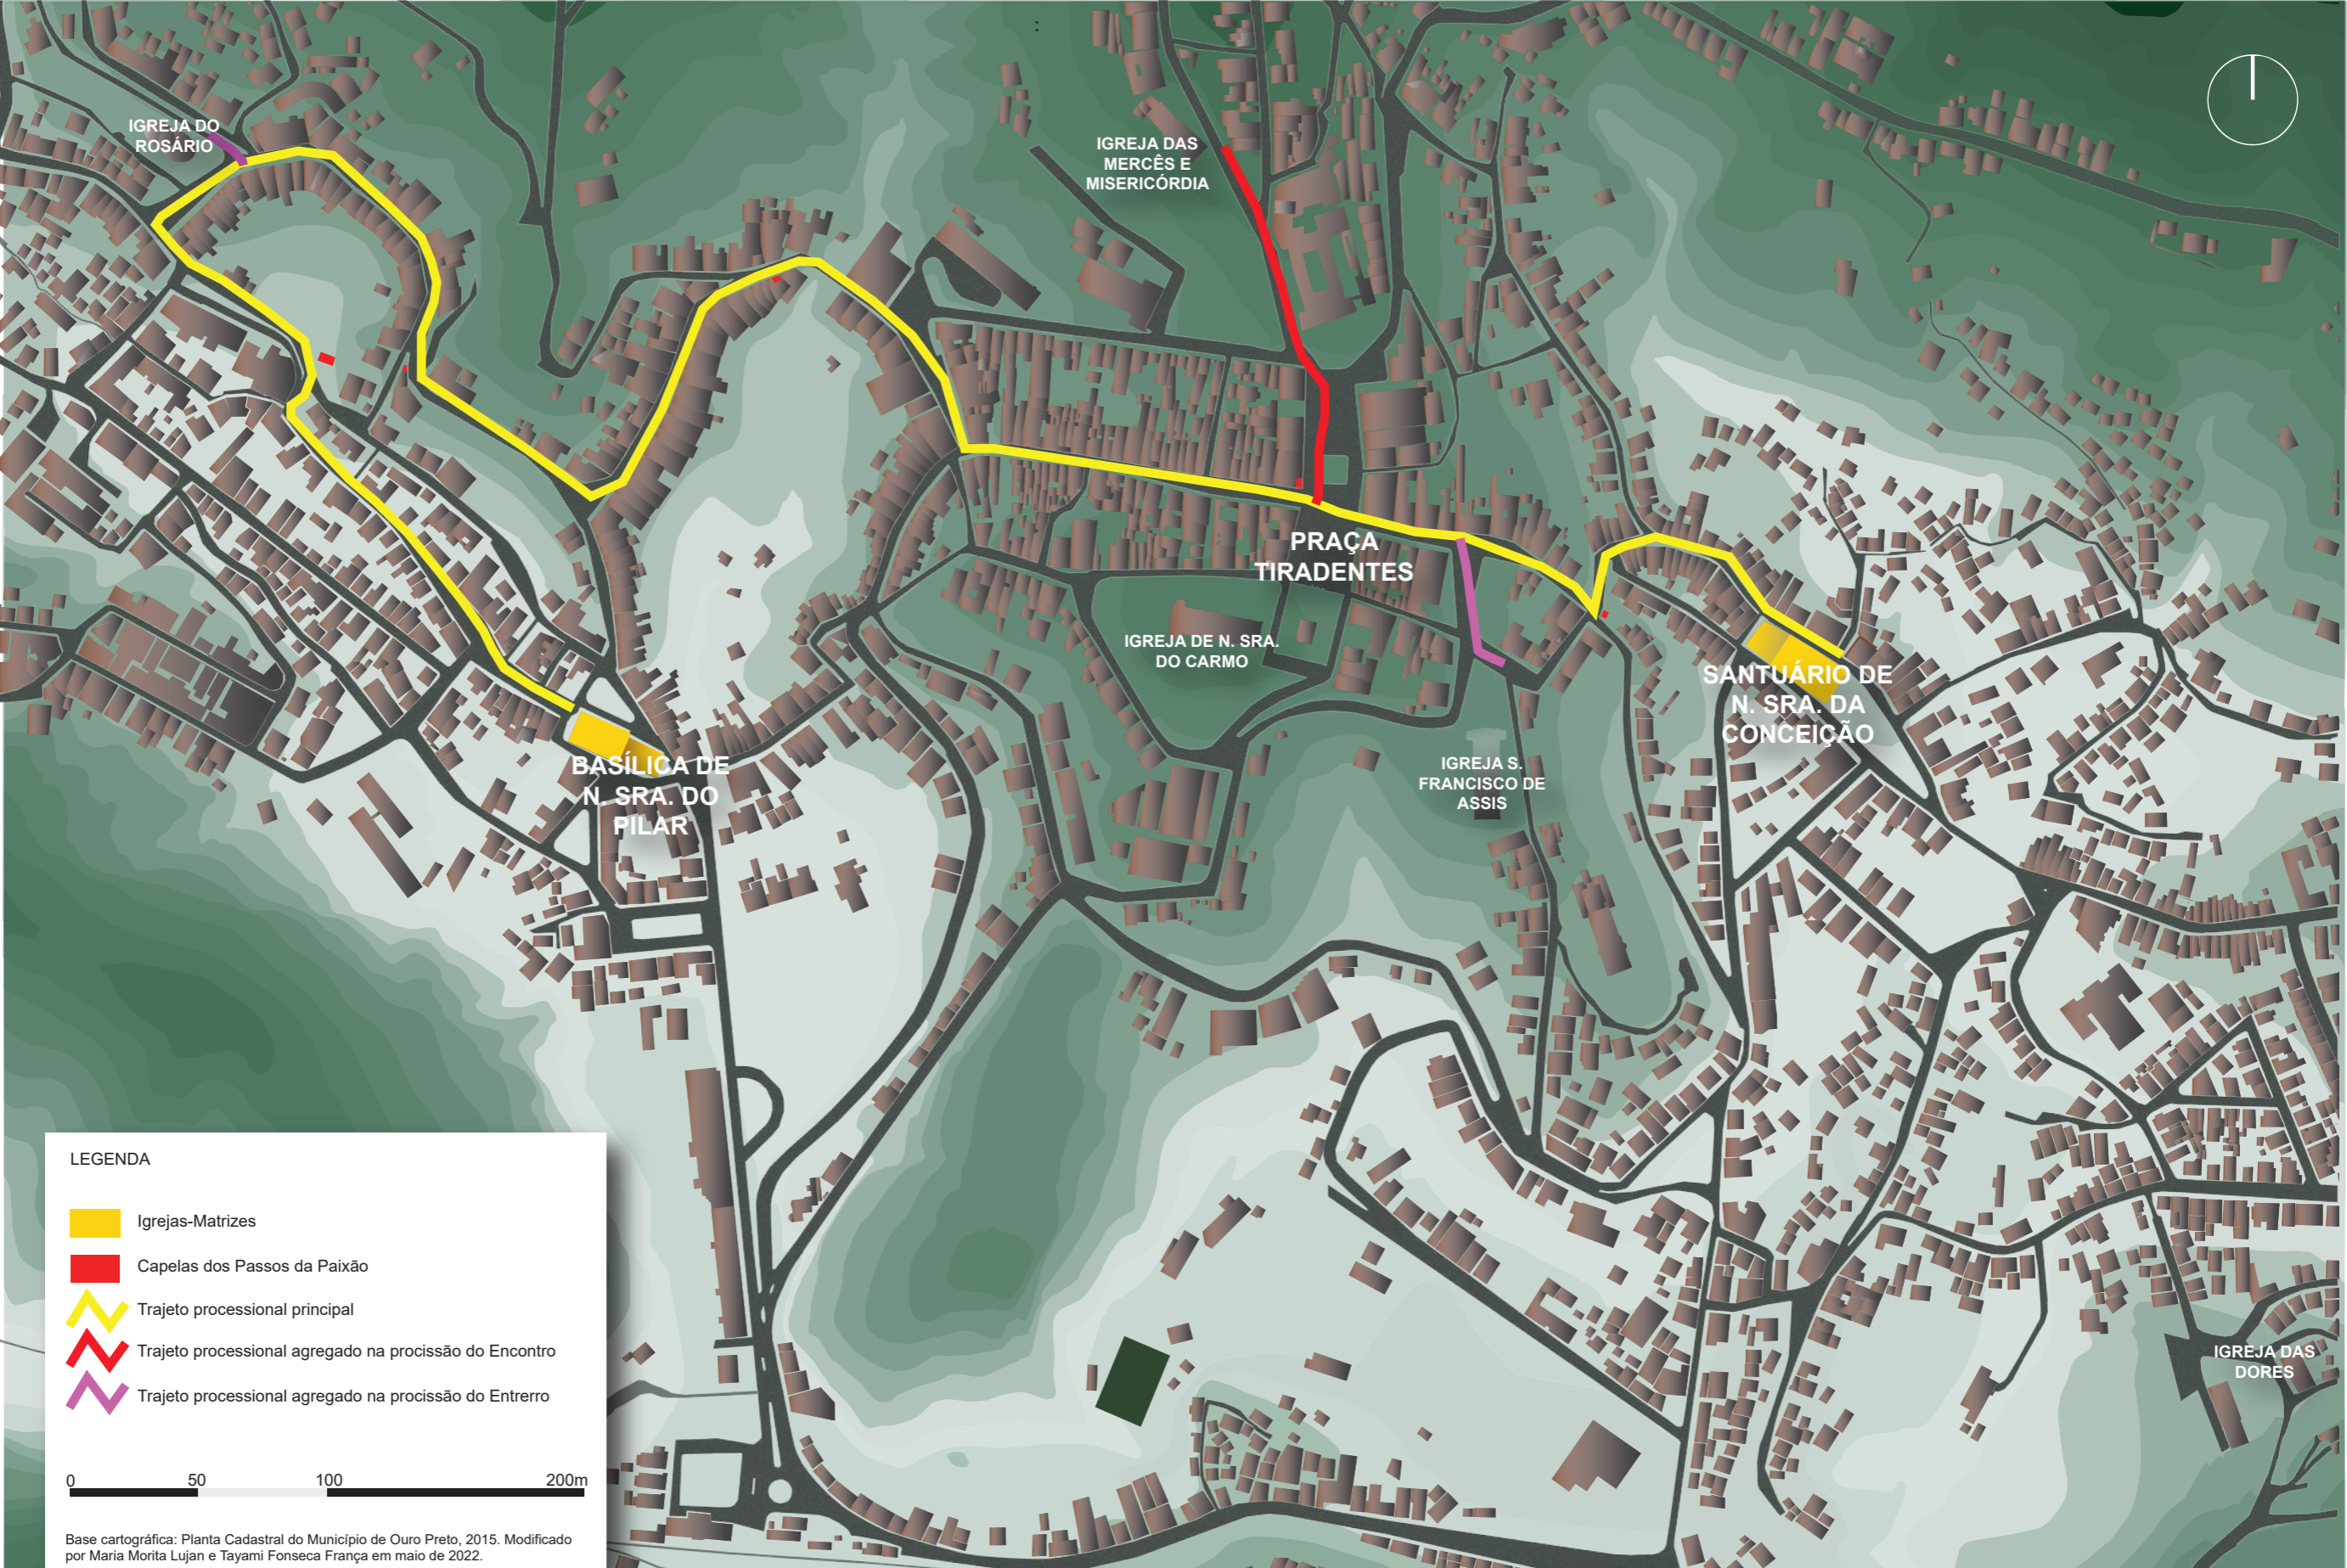 IGREJA DO
ROSÁRIO
IGREJA DAS
MERCÊS E
MISERICÓRDIA
PRAÇA
TIRADENTES
IGREJA DE N. SRA.
DO CARMO
SANTUÁRIO DE
N. SRA. DA
CONCEIÇÃO
BASÍLICA DE
N. SRA. DO
PILAR
IGREJA S.
FRANCISCO DE
ASSIS
IGREJA DAS
DORES
LEGENDA
Igrejas-Matrizes
Capelas dos Passos da Paixão
Trajeto processional principal
Trajeto processional agregado na procissão do Encontro
Trajeto processional agregado na procissão do Entrerro
0 50 100 200m
Base cartográfica: Planta Cadastral do Município de Ouro Preto, 2015. Modificado
por Maria Morita Lujan e Tayami Fonseca França em maio de 2022.